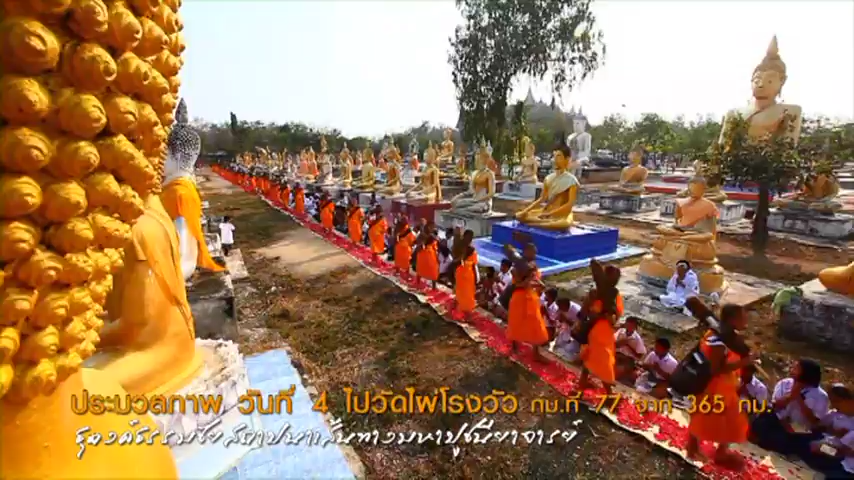 ประมวลภาพ วันที่ 4 ไปวัดไผ่โรงวัว กม.ที่ 77 จาก 365 กม.
ธุดงค์ธรรมชัยสถาปนาเส้นทางมหาปูชนียาจารย์